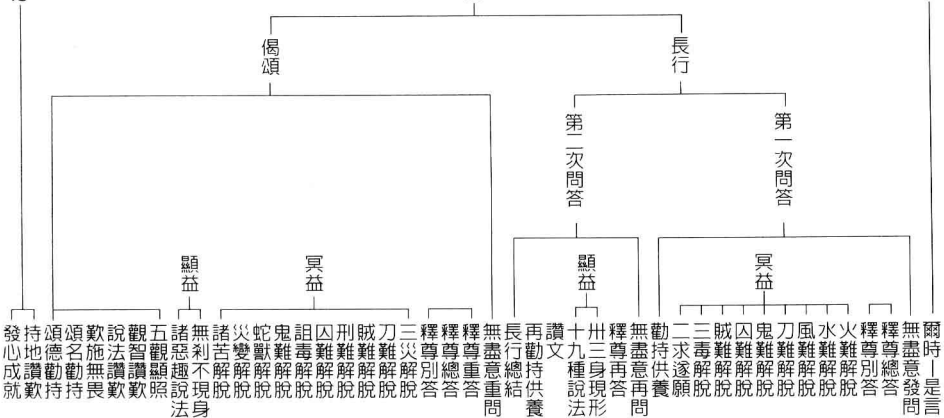 爾時—是言
長行
第一次問答
無盡意發問
釋尊總答
釋尊別答
冥益
火難解脫
水難解脫
風難解脫
刀難解脫
鬼難解脫
囚難解脫
賊難解脫
三毒解脫
二求遂願
勸持供養
第二次問答
無盡意再問
釋尊再答
顯益
卅三身現形
十九種說法
讚文
再勸持供養
長行總結
偈頌
無盡意重問
釋尊重答
釋尊總答
釋尊別答
冥益
三災解脫
刀難解脫
賊難解脫
刑難解脫
囚難解脫
詛毒解脫
鬼難解脫
蛇獸解脫
災變解脫
諸苦解脫
顯益
無剎不現身
諸惡趣說法
五觀顯照
觀智讚歎
說法讚歎
歎施無畏
頌名勸持
頌德勸持
持地讚歎
發心成就